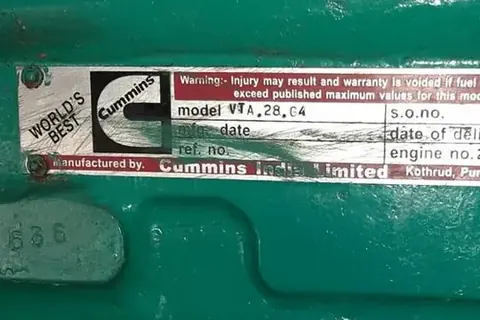 WORLD'S
BEST
Cummins
Warning:- Injury may result and warranty is voided if fuel
exceed published maximum values for this mod
model VTA.28.G4 s.o.no.
mfg. date date of deli
ref. no. engine no.2
Manufactured by. Cummins India Limited
Kothrud, Pun
636